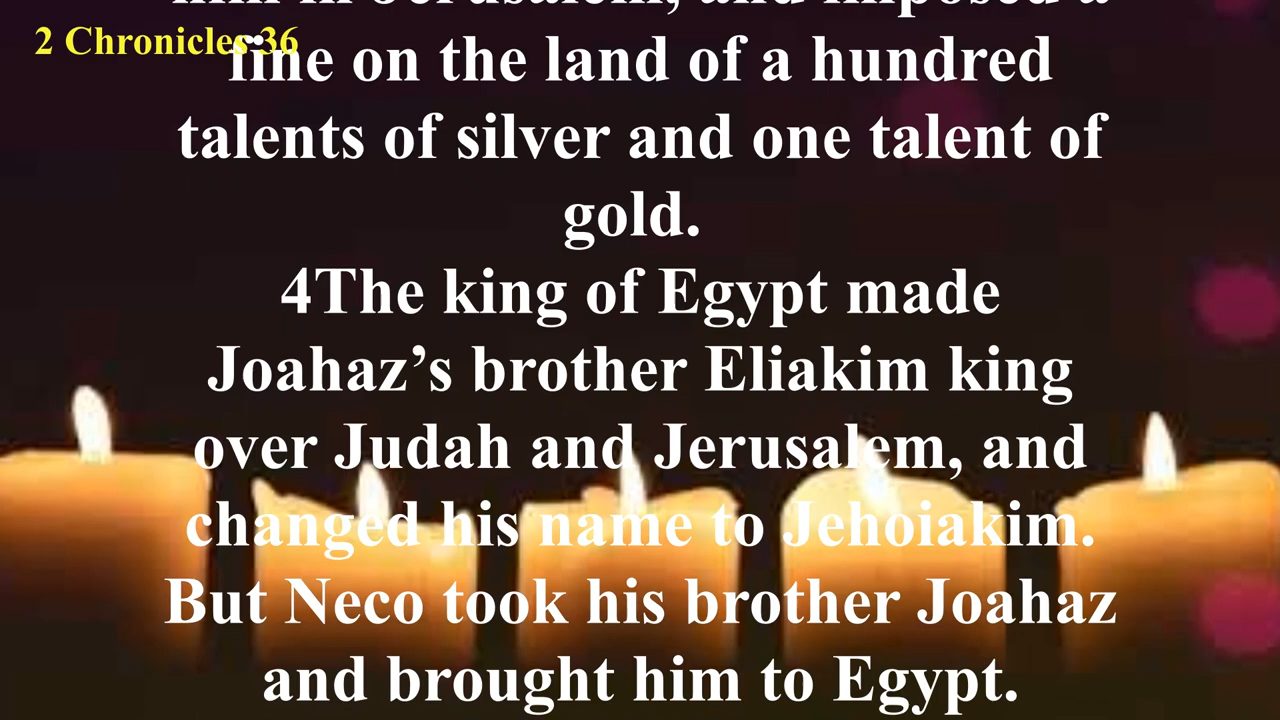 him in Jerusalem, and imposed a
2 Chronicles 36
fine on the land of a hundred
talents of silver and one talent of
gold.
4The king of Egypt made
Joahaz’s brother Eliakim king
over Judah and Jerusalem, and
changed his name to Jehoiakim.
But Neco took his brother Joahaz
and brought him to Egypt.